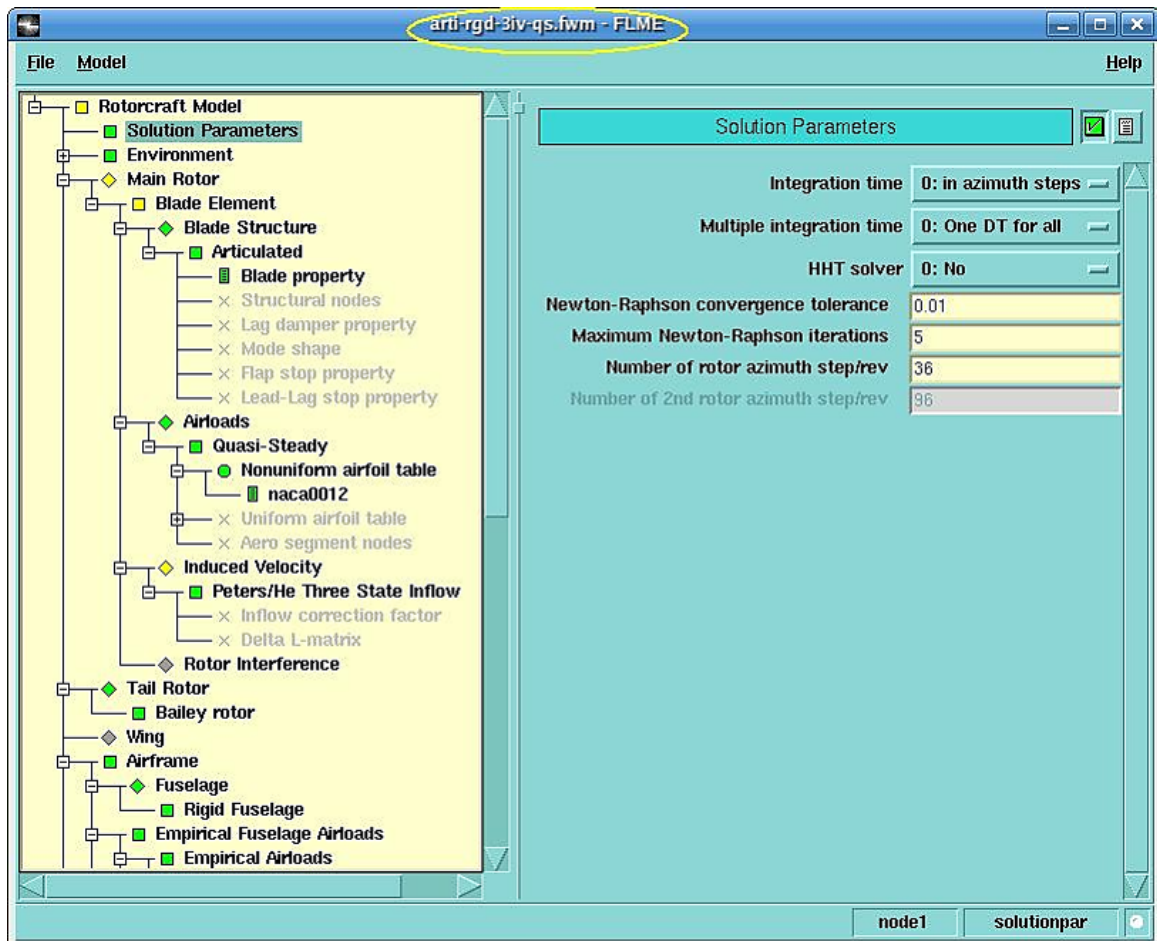 arti-rgd-3iv-qs.fwm - FLME
File Model Help
Rotorcraft Model
Solution Parameters
Environment
Main Rotor
Blade Element
Blade Structure
Articulated
Blade property
Structural nodes
Lag damper property
Mode shape
Flap stop property
Lead-Lag stop property
Airloads
Quasi-Steady
Nonuniform airfoil table
naca0012
Uniform airfoil table
Aero segment nodes
Induced Velocity
Peters/He Three State Inflow
Inflow correction factor
Delta L-matrix
Rotor Interference
Tail Rotor
Bailey rotor
Wing
Airframe
Fuselage
Rigid Fuselage
Empirical Fuselage Airloads
Empirical Airloads
Solution Parameters
Integration time 0: in azimuth steps
Multiple integration time 0: One DT for all
HHT solver 0: No
Newton-Raphson convergence tolerance 0.01
Maximum Newton-Raphson iterations 5
Number of rotor azimuth step/rev 36
Number of 2nd rotor azimuth step/rev 96
node1 solutionpar